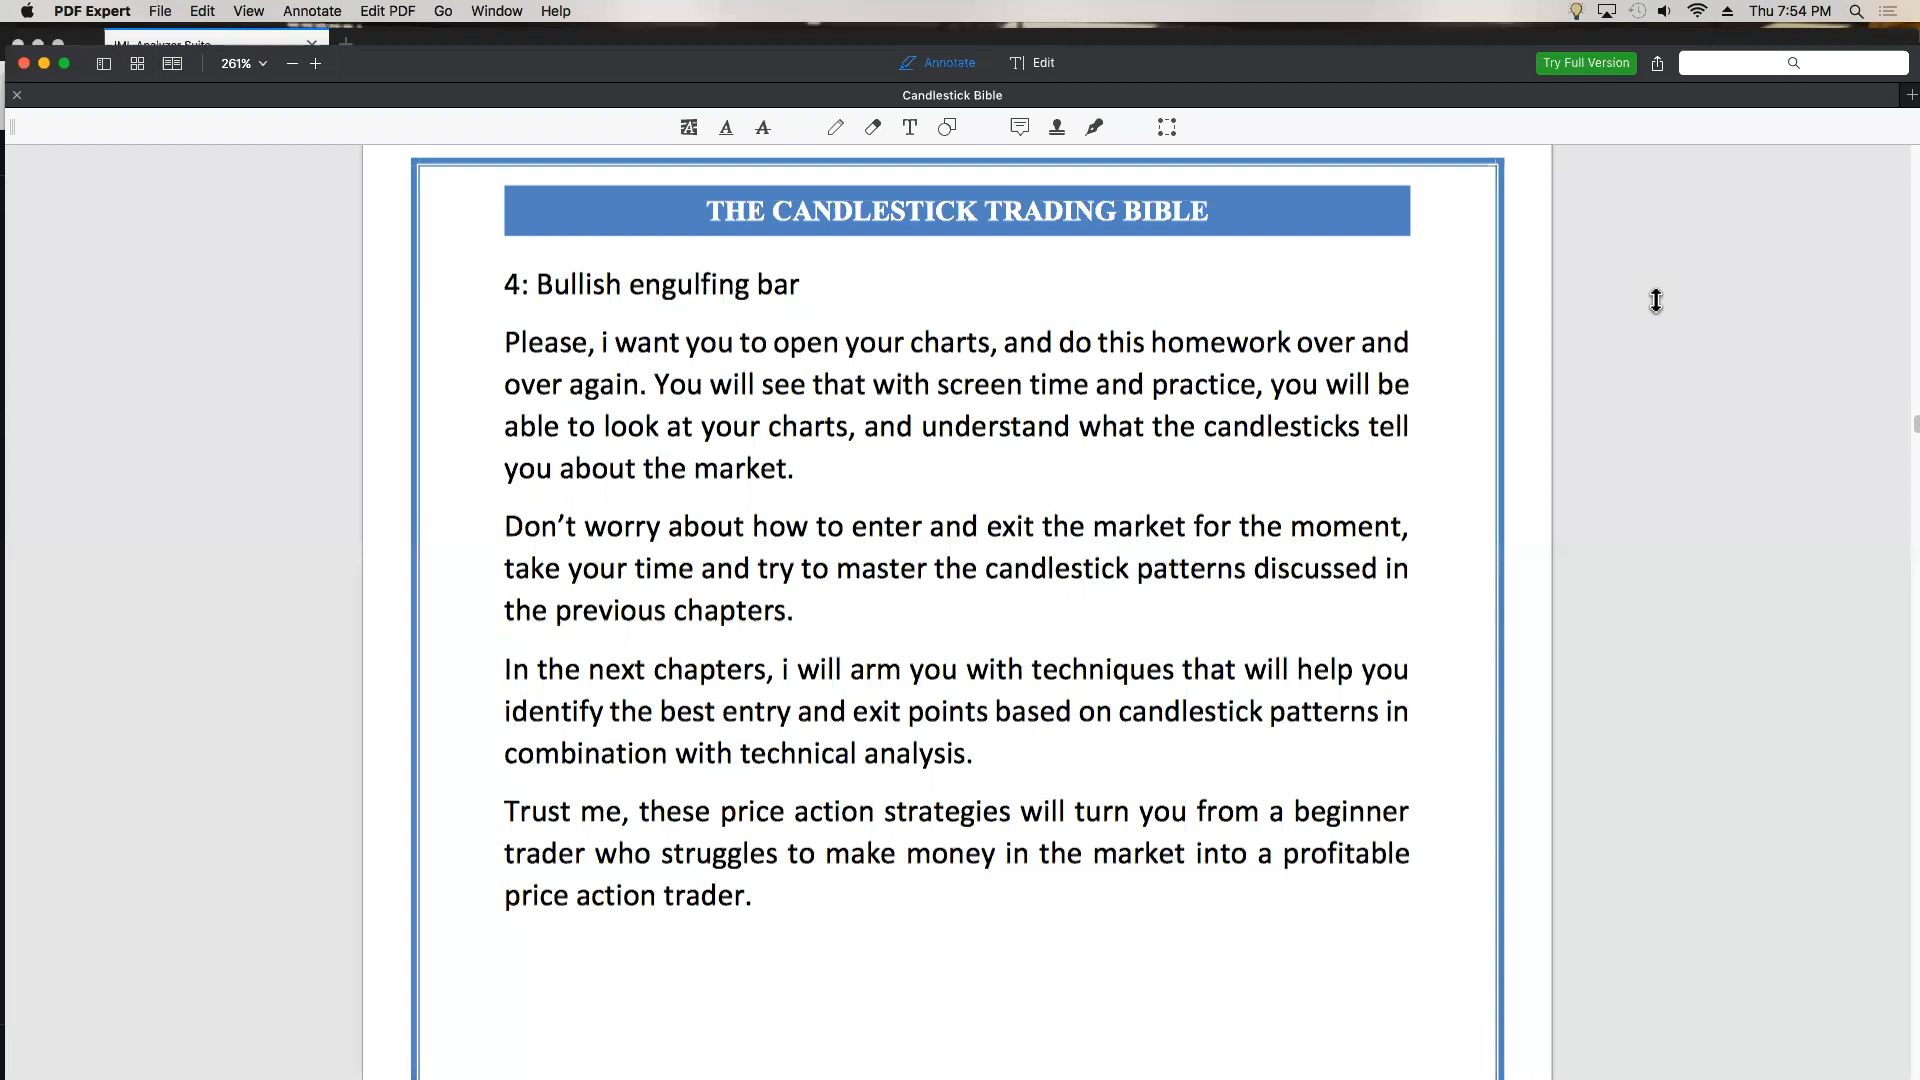 PDF Expert File Edit View Annotate Edit PDF Go Window Help Thu 7:54 PM
261% Annotate Edit Try Full Version
Candlestick Bible
THE CANDLESTICK TRADING BIBLE
4: Bullish engulfing bar
Please, i want you to open your charts, and do this homework over and
over again. You will see that with screen time and practice, you will be
able to look at your charts, and understand what the candlesticks tell
you about the market.
Don’t worry about how to enter and exit the market for the moment,
take your time and try to master the candlestick patterns discussed in
the previous chapters.
In the next chapters, i will arm you with techniques that will help you
identify the best entry and exit points based on candlestick patterns in
combination with technical analysis.
Trust me, these price action strategies will turn you from a beginner
trader who struggles to make money in the market into a profitable
price action trader.